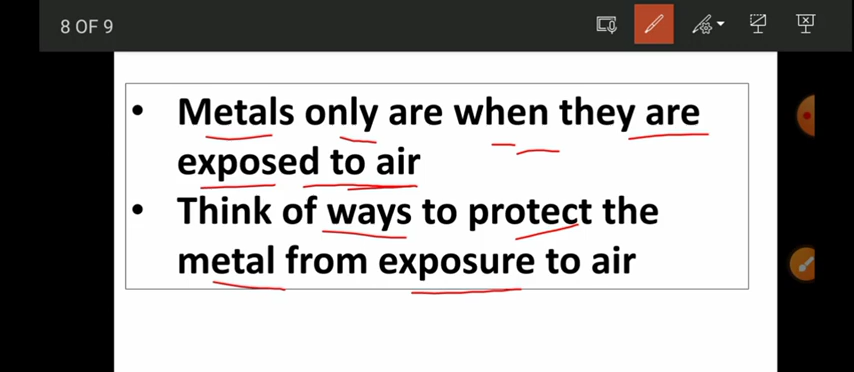 8 OF 9
• Metals only are when they are
exposed to air
• Think of ways to protect the
metal from exposure to air